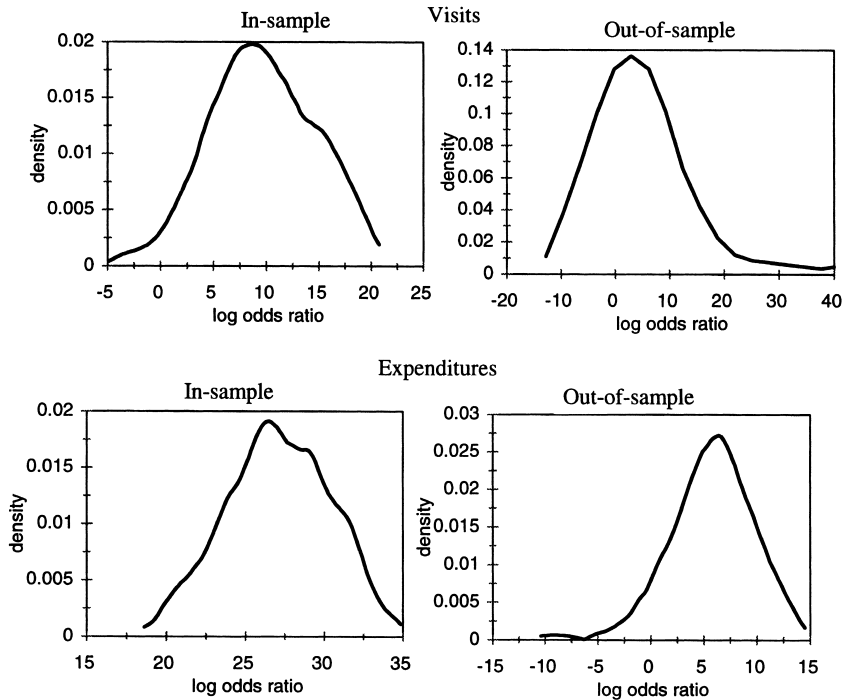 Visits
In-sample
0.02
0.015
0.01
0.005
0
density
-5 0 5 10 15 20 25
log odds ratio
Out-of-sample
0.14
0.12
0.1
0.08
0.06
0.04
0.02
0
density
-20 -10 0 10 20 30 40
log odds ratio
Expenditures
In-sample
0.02
0.015
0.01
0.005
0
density
15 20 25 30 35
log odds ratio
Out-of-sample
0.03
0.025
0.02
0.015
0.01
0.005
0
density
-15 -10 -5 0 5 10 15
log odds ratio